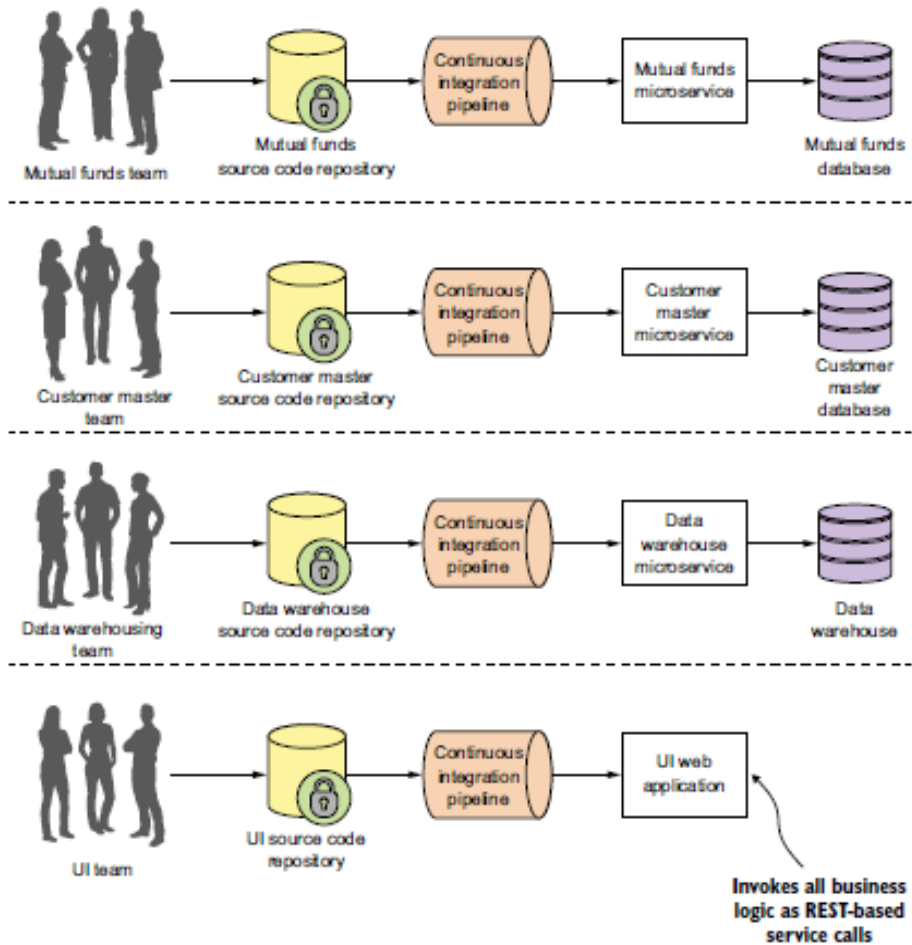 Continuous
integration
pipeline
Mutual funds
microservice
Mutual funds team
Mutual funds
source code repository
Mutual funds
database
Continuous
integration
pipeline
Customer
master
microservice
Customer master
team
Customer master
source code repository
Customer
master
database
Continuous
integration
pipeline
Data
warehouse
microservice
Data warehousing
team
Data warehouse
source code repository
Data
warehouse
Continuous
integration
pipeline
UI web
application
UI team
UI source code
repository
Invokes all business
logic as REST-based
service calls